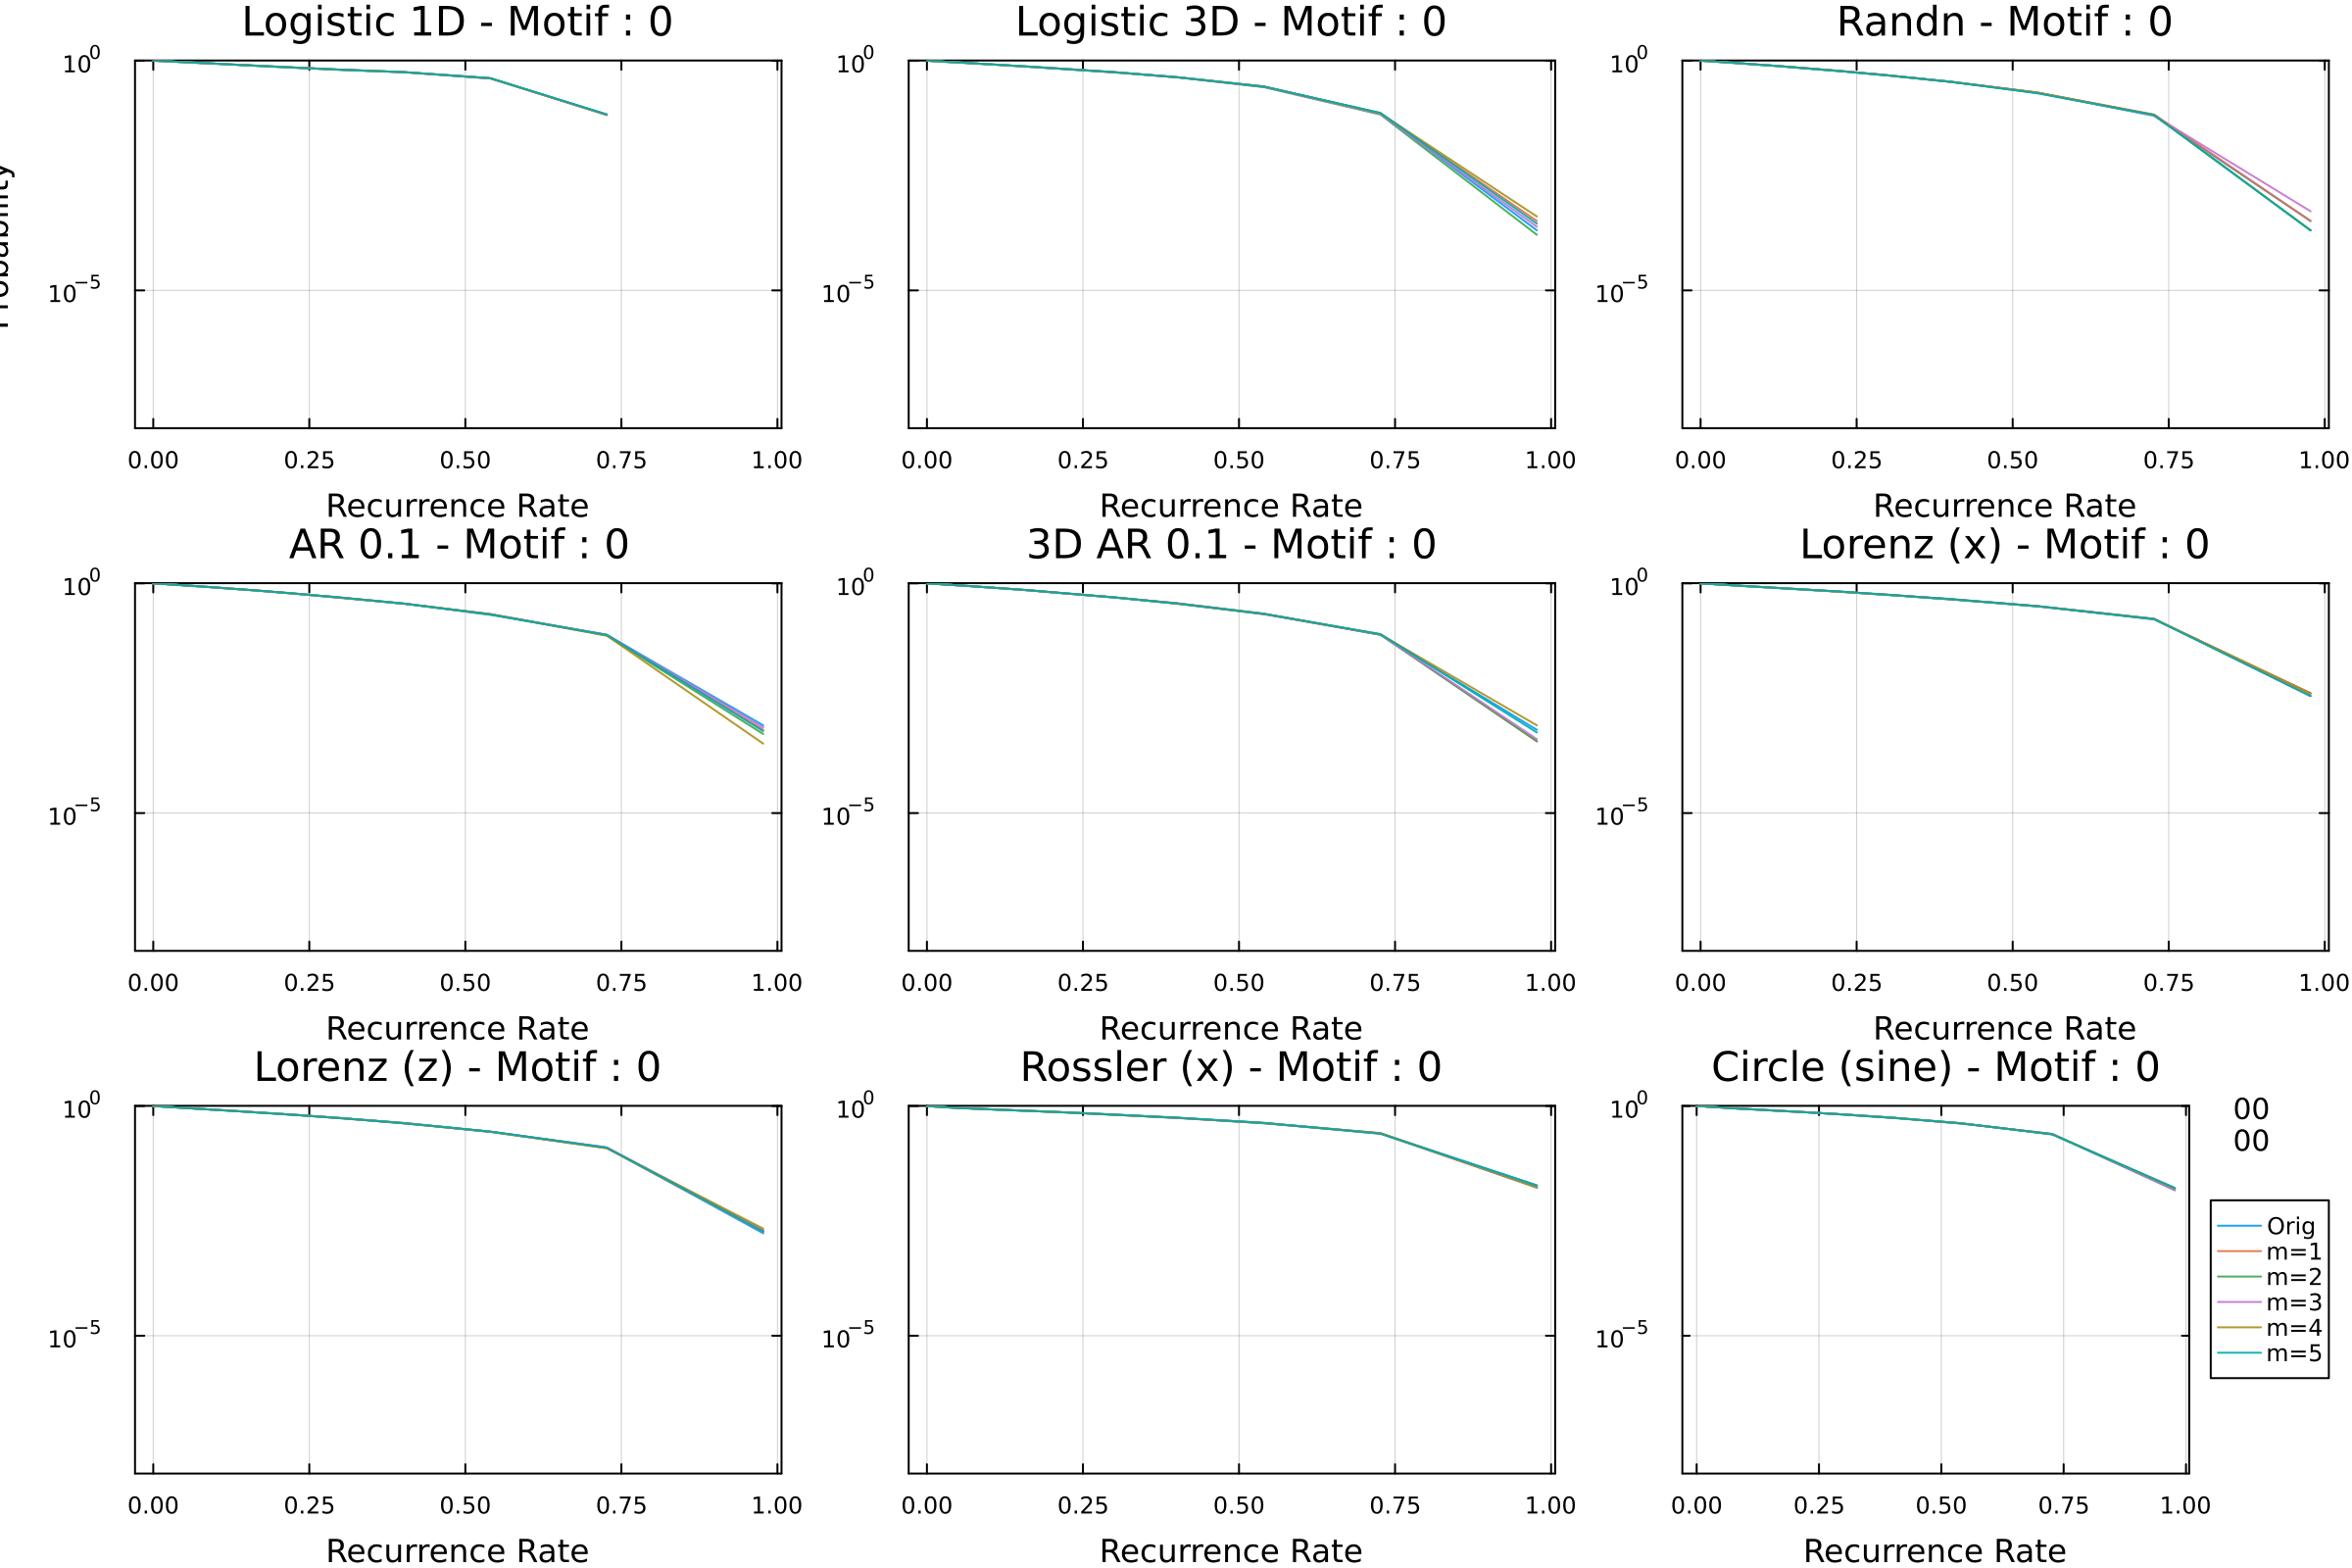 Logistic 1D - Motif : 0
10^0
10^−5
0.00 0.25 0.50 0.75 1.00
Recurrence Rate
Logistic 3D - Motif : 0
10^0
10^−5
0.00 0.25 0.50 0.75 1.00
Recurrence Rate
Randn - Motif : 0
10^0
10^−5
0.00 0.25 0.50 0.75 1.00
Recurrence Rate
AR 0.1 - Motif : 0
10^0
10^−5
0.00 0.25 0.50 0.75 1.00
Recurrence Rate
3D AR 0.1 - Motif : 0
10^0
10^−5
0.00 0.25 0.50 0.75 1.00
Recurrence Rate
Lorenz (x) - Motif : 0
10^0
10^−5
0.00 0.25 0.50 0.75 1.00
Recurrence Rate
Lorenz (z) - Motif : 0
10^0
10^−5
0.00 0.25 0.50 0.75 1.00
Recurrence Rate
Rossler (x) - Motif : 0
10^0
10^−5
0.00 0.25 0.50 0.75 1.00
Recurrence Rate
Circle (sine) - Motif : 0
10^0
10^−5
0.00 0.25 0.50 0.75 1.00
Recurrence Rate
00
00
Orig
m=1
m=2
m=3
m=4
m=5